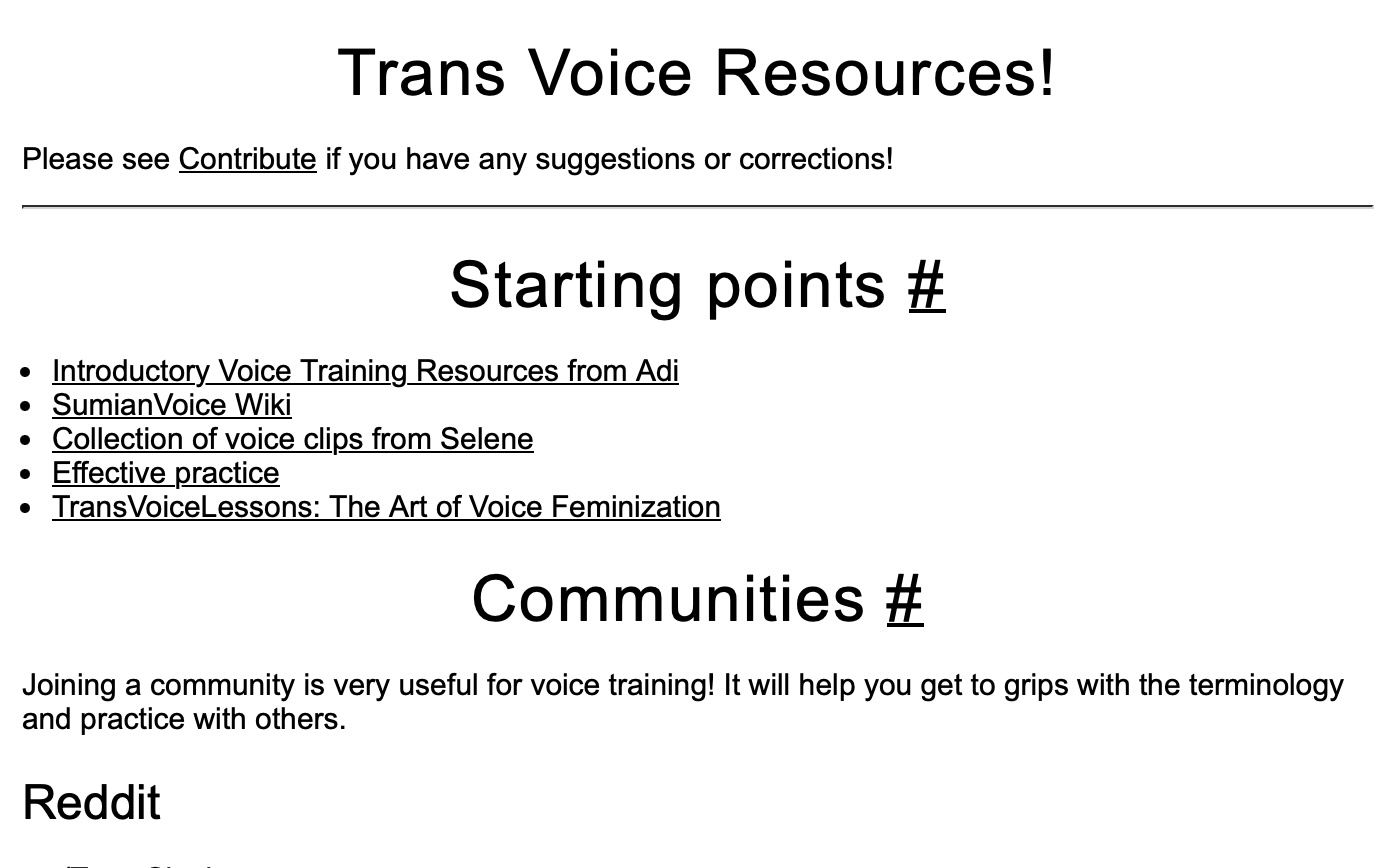 Trans Voice Resources!
Please see Contribute if you have any suggestions or corrections!
Starting points #
Introductory Voice Training Resources from Adi
SumianVoice Wiki
Collection of voice clips from Selene
Effective practice
TransVoiceLessons: The Art of Voice Feminization
Communities #
Joining a community is very useful for voice training! It will help you get to grips with the terminology
and practice with others.
Reddit